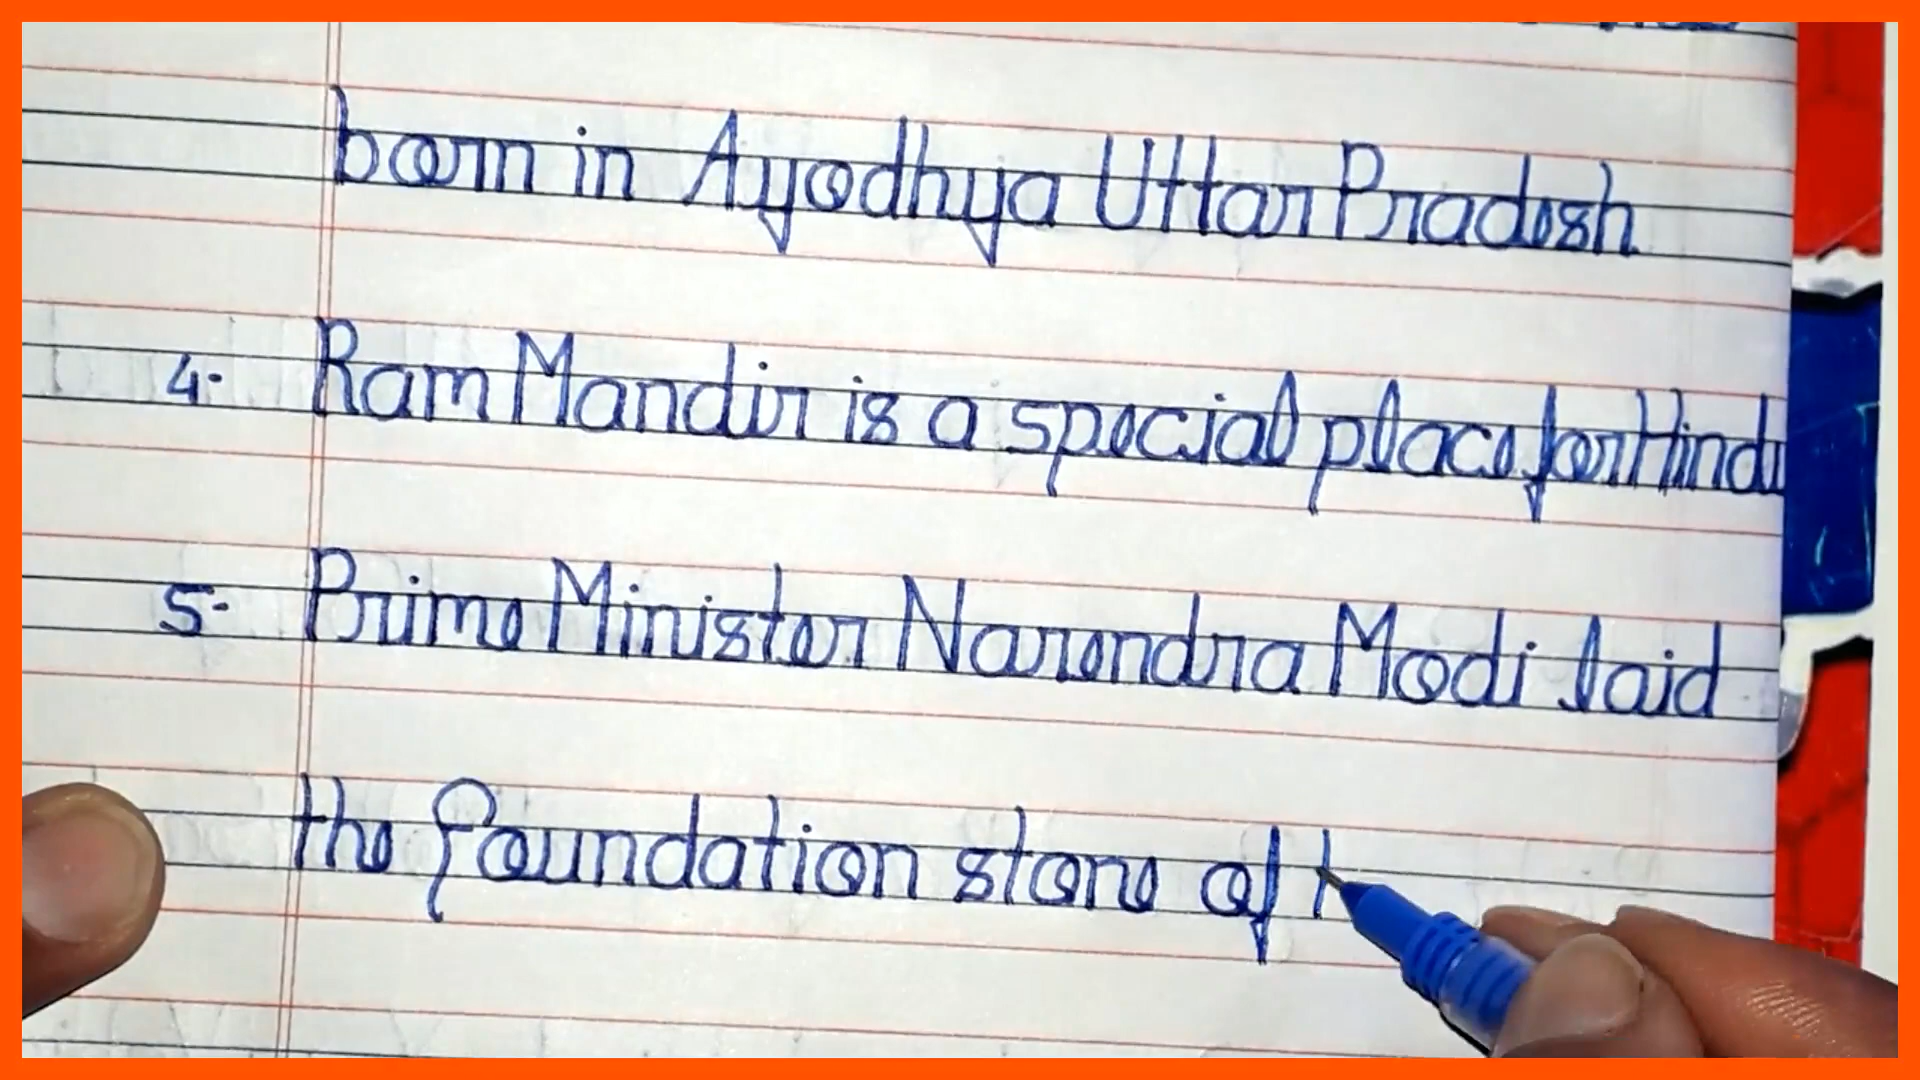 born in Ayodhya Uttar Pradesh
4. Ram Mandir is a special place for Hindu
5. Prime Minister Narendra Modi laid
the foundation stone of